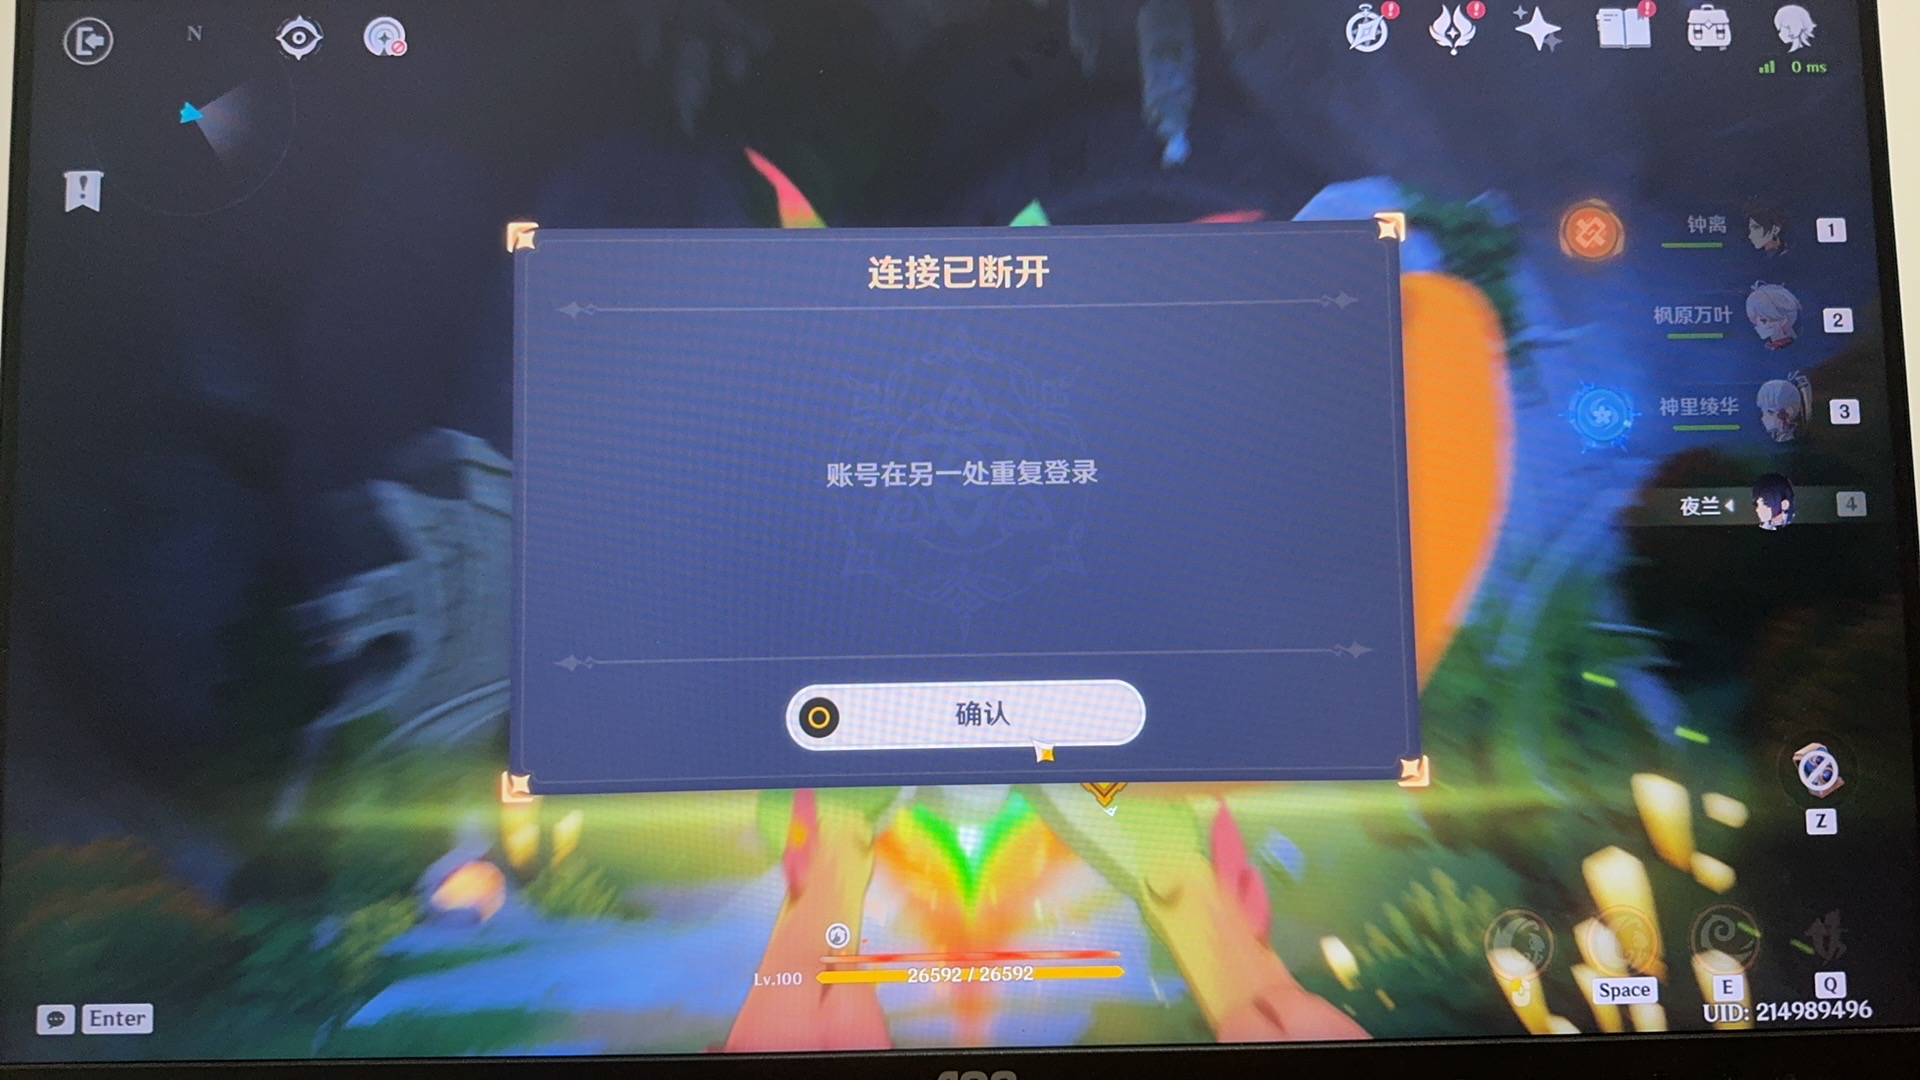 N
0 ms
连接已断开
账号在另一处重复登录
确认
钟离
1
枫原万叶
2
神里绫华
3
夜兰
4
Z
Lv.100
26592 / 26592
Space
E
Q
Enter
UID: 214989496